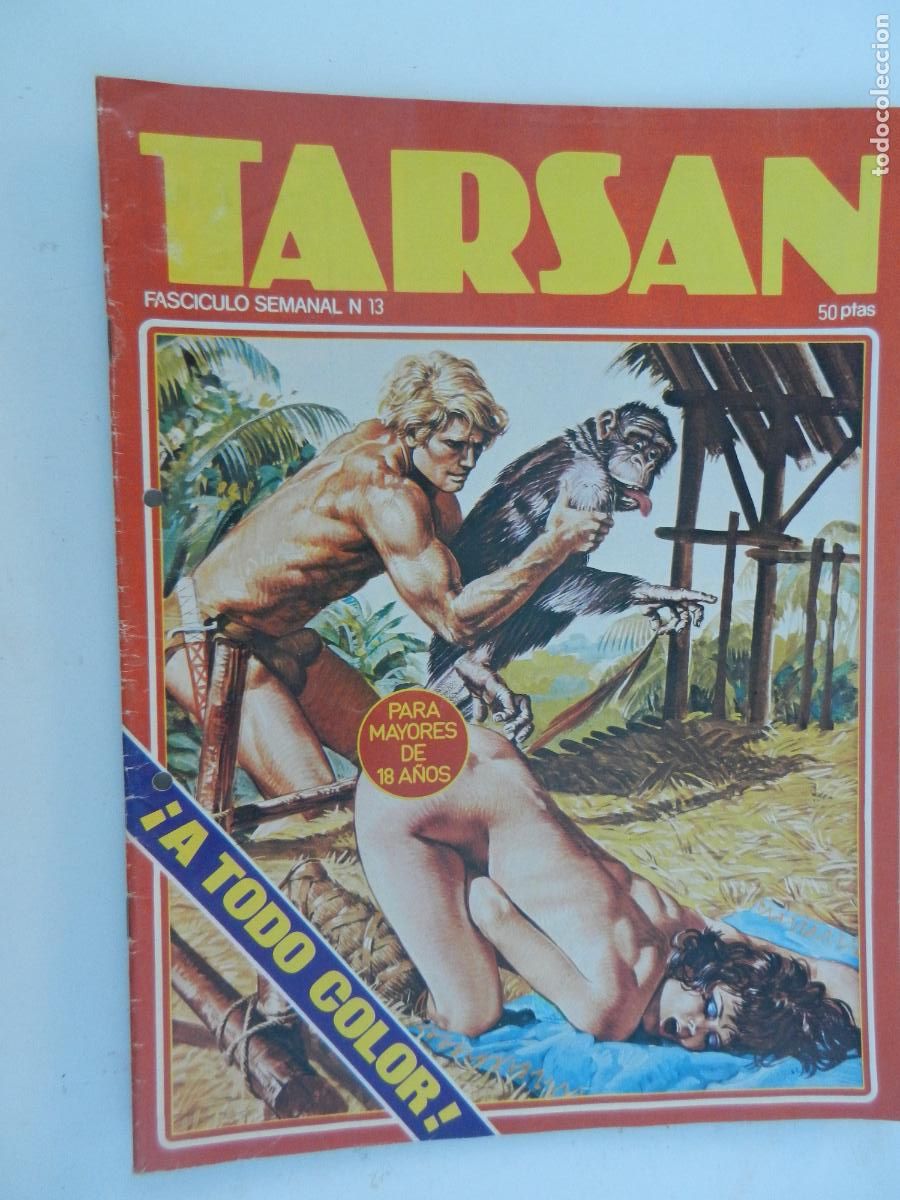 TARSAN
FASCICULO SEMANAL N 13
50 ptas
PARA
MAYORES
DE
18 AÑOS
¡A TODO COLOR!
todocoleccion